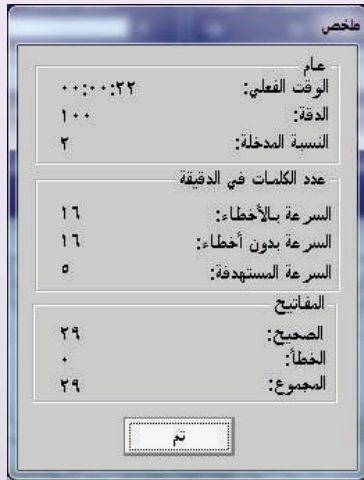 ملخص
عام
الوقت الفعلي: ٠٠:٠٠:٢٢
الدقة: ١٠٠
النسبة المدخلة: ٢
عدد الكلمات في الدقيقة
السرعة بالأخطاء: ١٦
السرعة بدون أخطاء: ١٦
السرعة المستهدفة: ٥
المفاتيح
الصحيح: ٢٩
الخطأ: ٠
المجموع: ٢٩
تم